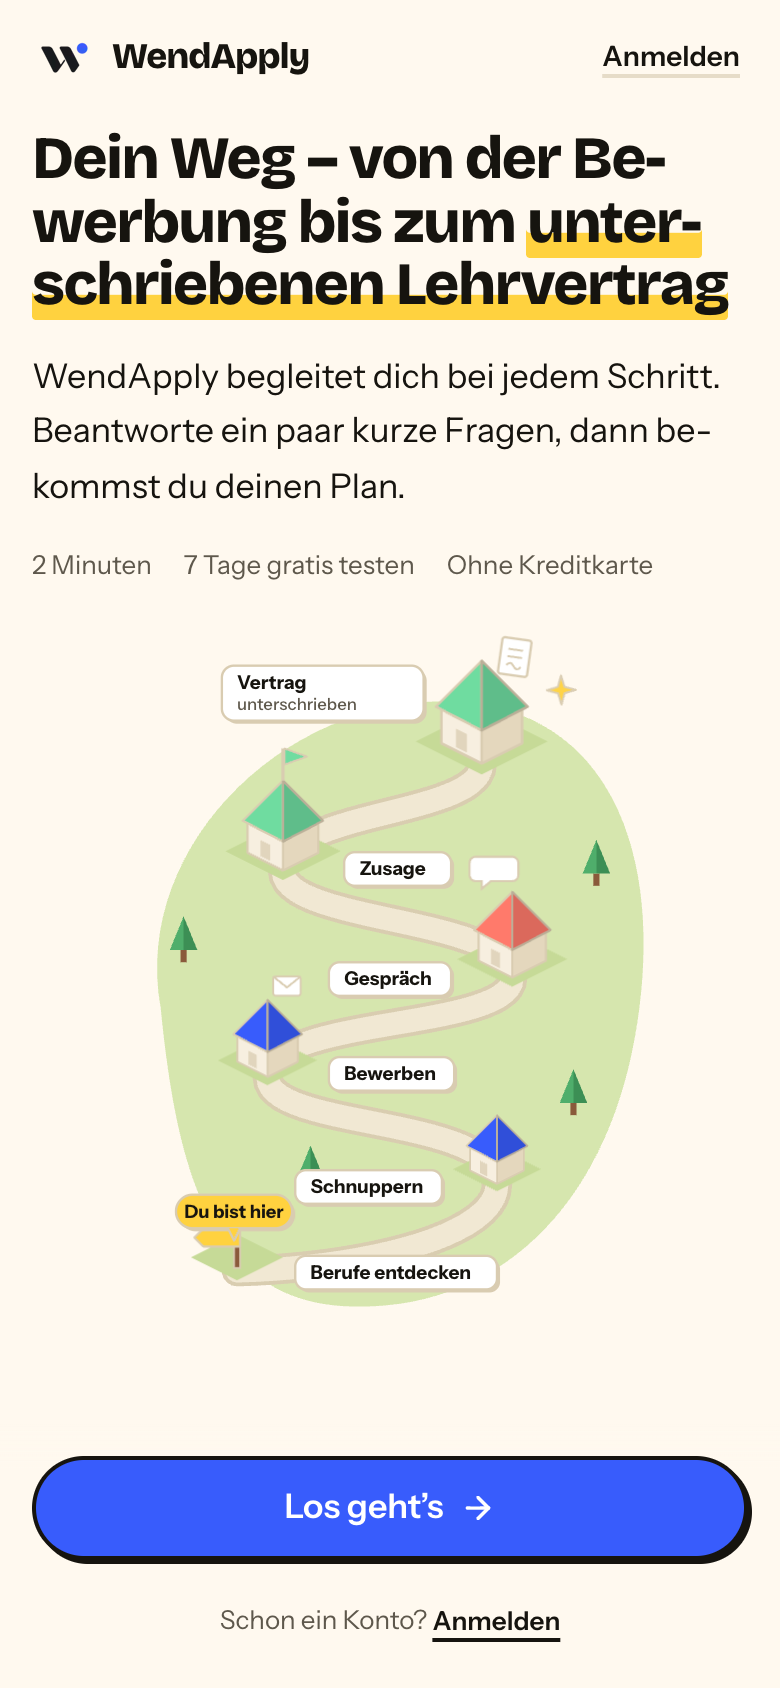 WendApply
Anmelden
Dein Weg – von der Be-
werbung bis zum unter-
schriebenen Lehrvertrag
WendApply begleitet dich bei jedem Schritt.
Beantworte ein paar kurze Fragen, dann be-
kommst du deinen Plan.
2 Minuten 7 Tage gratis testen Ohne Kreditkarte
Vertrag
unterschrieben
Zusage
Gespräch
Bewerben
Schnuppern
Du bist hier
Berufe entdecken
Los geht’s →
Schon ein Konto? Anmelden